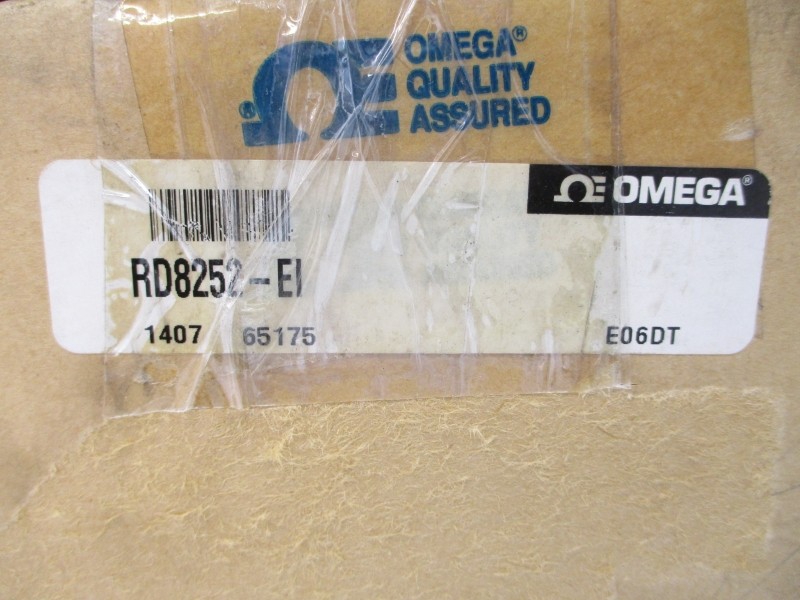 OMEGA®
QUALITY
® ASSURED
OMEGA®
RD8252-EI
1407 65175 E06DT